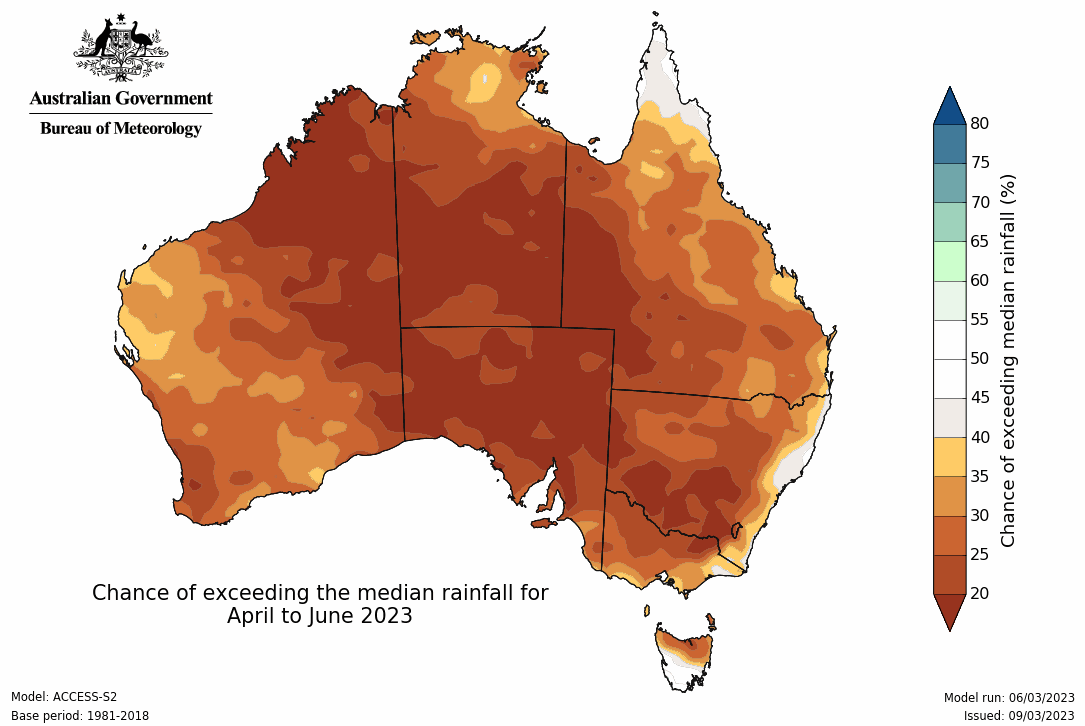 Australian Government
Bureau of Meteorology
80
75
70
65
60
55
50
45
40
35
30
25
20
Chance of exceeding median rainfall (%)
Chance of exceeding the median rainfall for
April to June 2023
Model: ACCESS-S2
Base period: 1981-2018
Model run: 06/03/2023
Issued: 09/03/2023